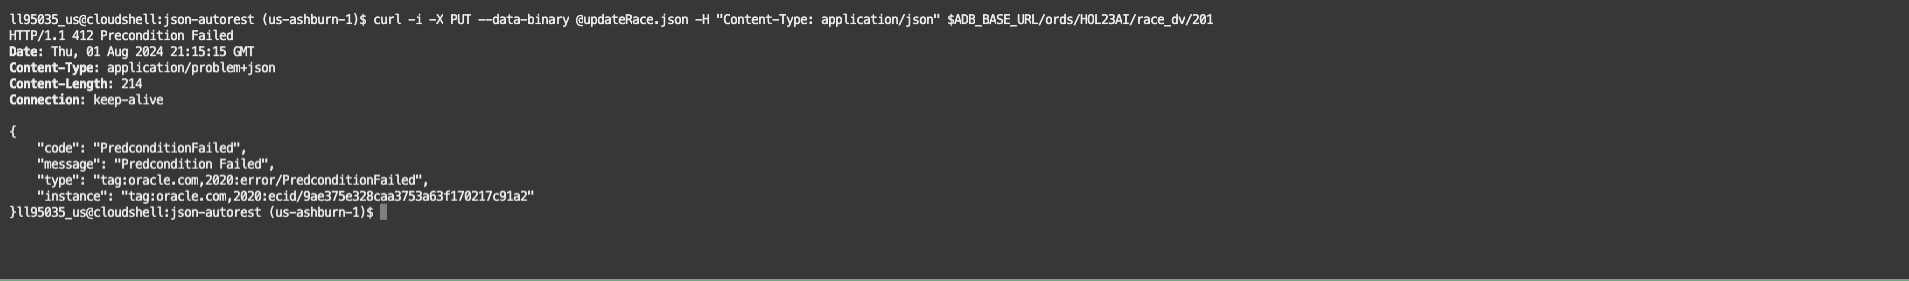 ll95035_us@cloudshell:json-autorest (us-ashburn-1)$ curl -i -X PUT --data-binary @updateRace.json -H "Content-Type: application/json" $ADB_BASE_URL/ords/HOL23AI/race_dv/201
HTTP/1.1 412 Precondition Failed
Date: Thu, 01 Aug 2024 21:15:15 GMT
Content-Type: application/problem+json
Content-Length: 214
Connection: keep-alive
{
    "code": "PredconditionFailed",
    "message": "Predcondition Failed",
    "type": "tag:oracle.com,2020:error/PredconditionFailed",
    "instance": "tag:oracle.com,2020:ecid/9ae375e328caa3753a63f170217c91a2"
}ll95035_us@cloudshell:json-autorest (us-ashburn-1)$